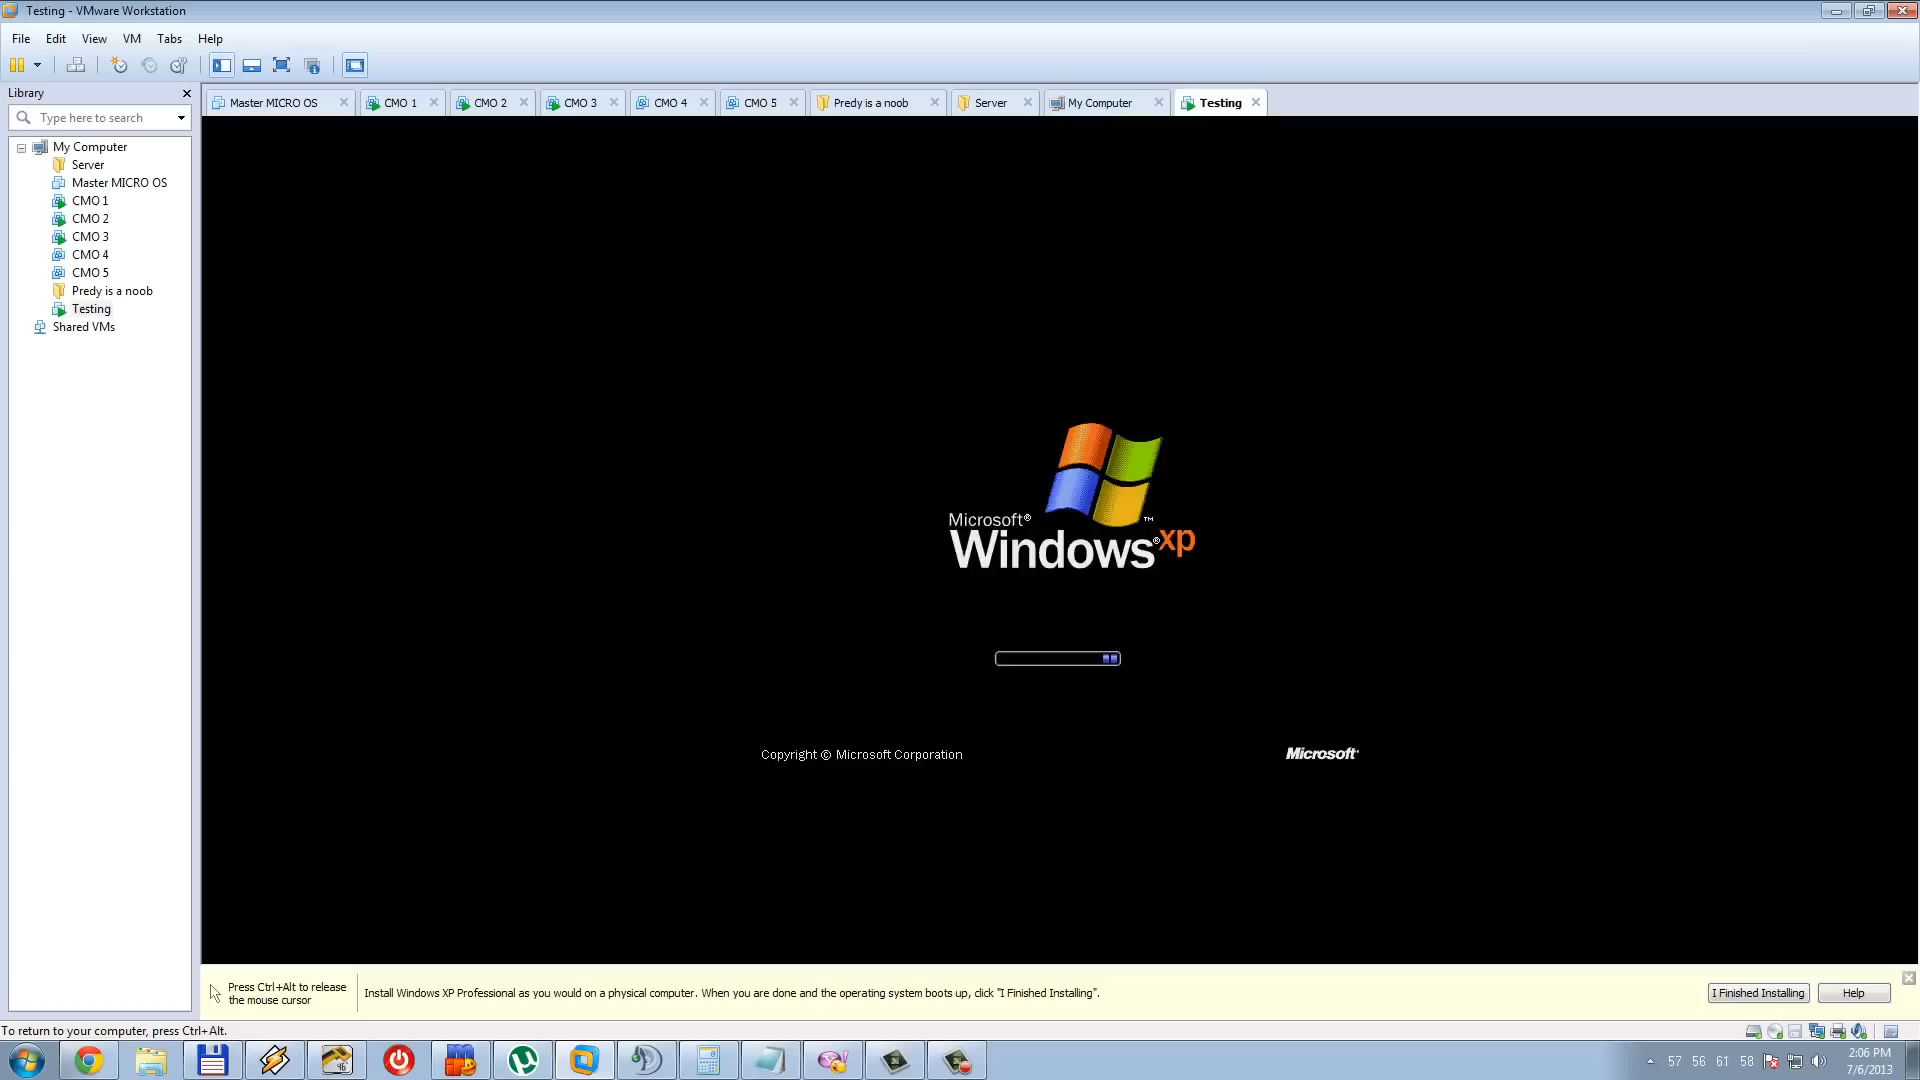 Testing - VMware Workstation
File Edit View VM Tabs Help
Library
Type here to search
My Computer
Server
Master MICRO OS
CMO 1
CMO 2
CMO 3
CMO 4
CMO 5
Predy is a noob
Testing
Shared VMs
Master MICRO OS CMO 1 CMO 2 CMO 3 CMO 4 CMO 5 Predy is a noob Server My Computer Testing
Microsoft®
Windows® xp ™
Copyright © Microsoft Corporation
Microsoft®
Press Ctrl+Alt to release
the mouse cursor
Install Windows XP Professional as you would on a physical computer. When you are done and the operating system boots up, click "I Finished Installing".
I Finished Installing Help
To return to your computer, press Ctrl+Alt.
46°
57 56 61 58
2:06 PM
7/6/2013